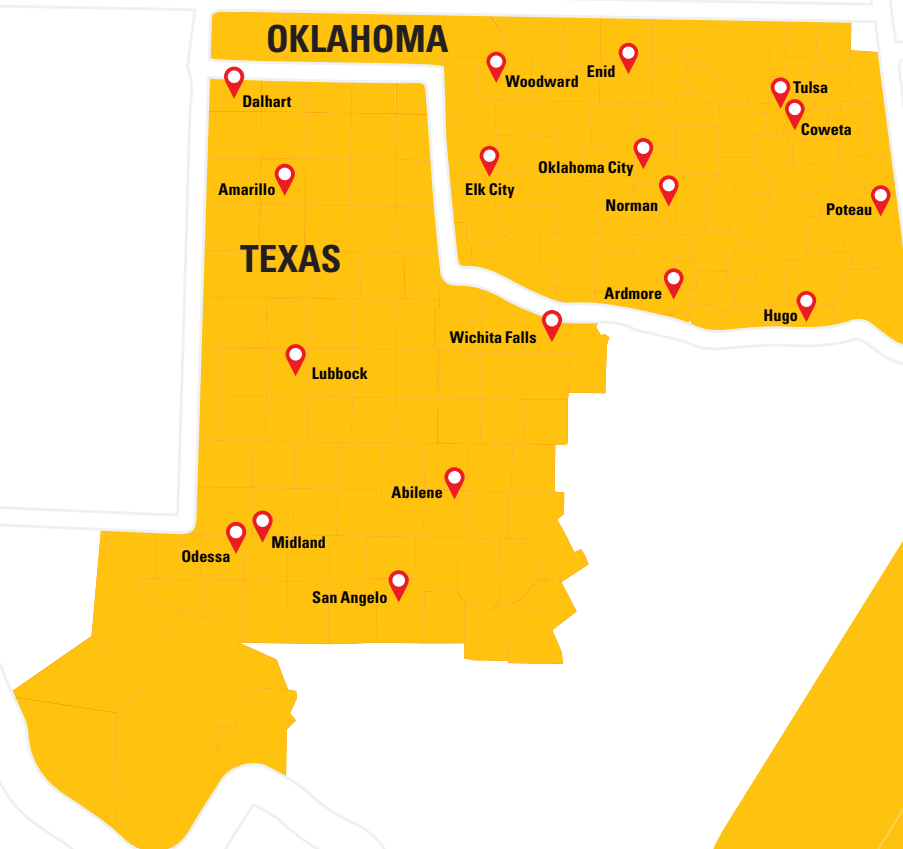 OKLAHOMA
Woodward
Enid
Tulsa
Dalhart
Coweta
Oklahoma City
Amarillo
Elk City
Norman
Poteau
TEXAS
Ardmore
Hugo
Wichita Falls
Lubbock
Abilene
Midland
Odessa
San Angelo